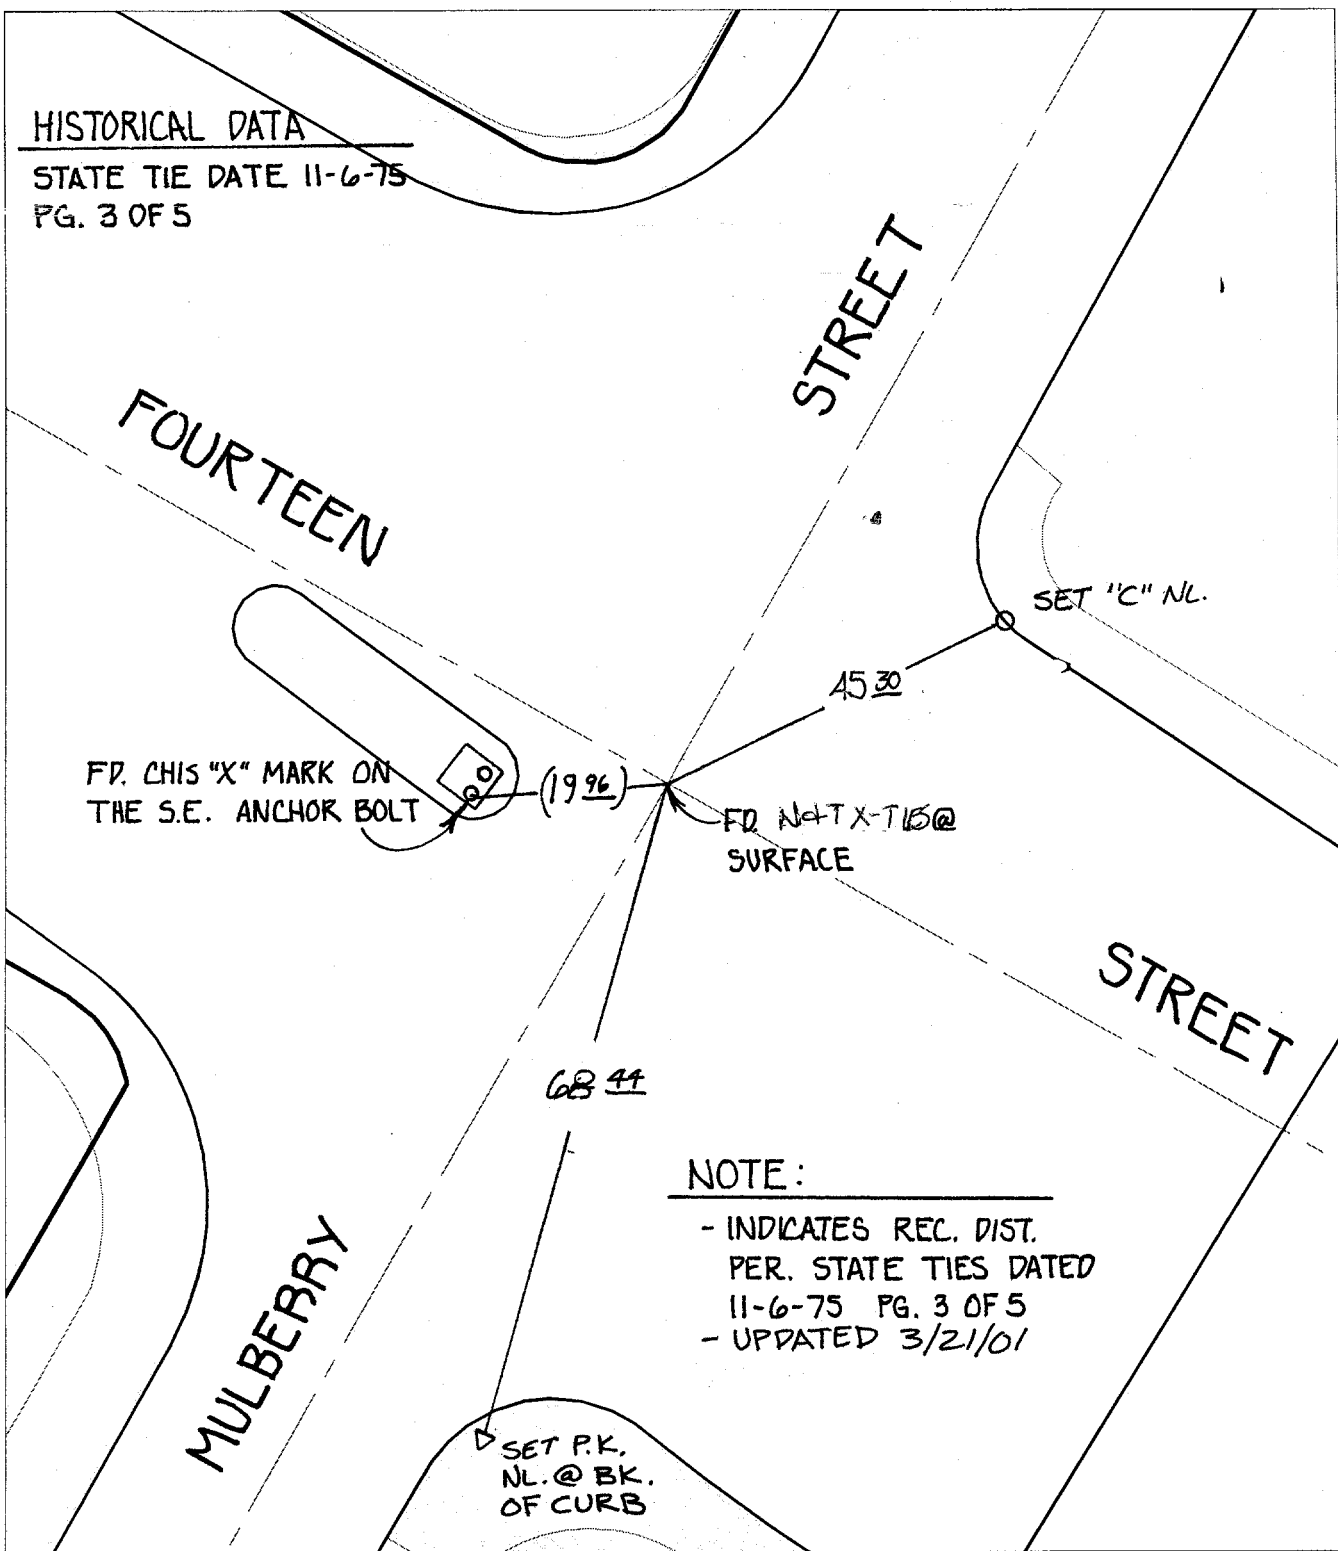 HISTORICAL DATA
STATE TIE DATE 11-6-75
PG. 3 OF 5
STREET
FOURTEEN
SET "C" NL.
45 30
FD. CHIS "X" MARK ON
THE S.E. ANCHOR BOLT
(19 96)
FD. N&T X-TIES @
SURFACE
STREET
68 44
NOTE:
- INDICATES REC. DIST.
PER. STATE TIES DATED
11-6-75 PG. 3 OF 5
- UPDATED 3/21/01
MULBERRY
SET P.K.
NL. @ BK.
OF CURB